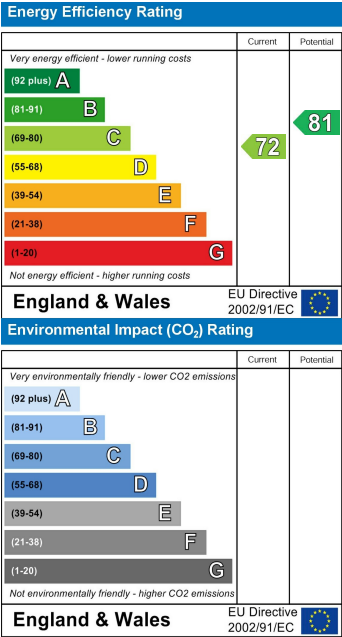 Energy Efficiency Rating
Current Potential
Very energy efficient - lower running costs
(92 plus) A
(81-91) B
(69-80) C
(55-68) D
(39-54) E
(21-38) F
(1-20) G
72
81
Not energy efficient - higher running costs
England & Wales
EU Directive
2002/91/EC
Environmental Impact (CO₂) Rating
Current Potential
Very environmentally friendly - lower CO2 emissions
(92 plus) A
(81-91) B
(69-80) C
(55-68) D
(39-54) E
(21-38) F
(1-20) G
Not environmentally friendly - higher CO2 emissions
England & Wales
EU Directive
2002/91/EC